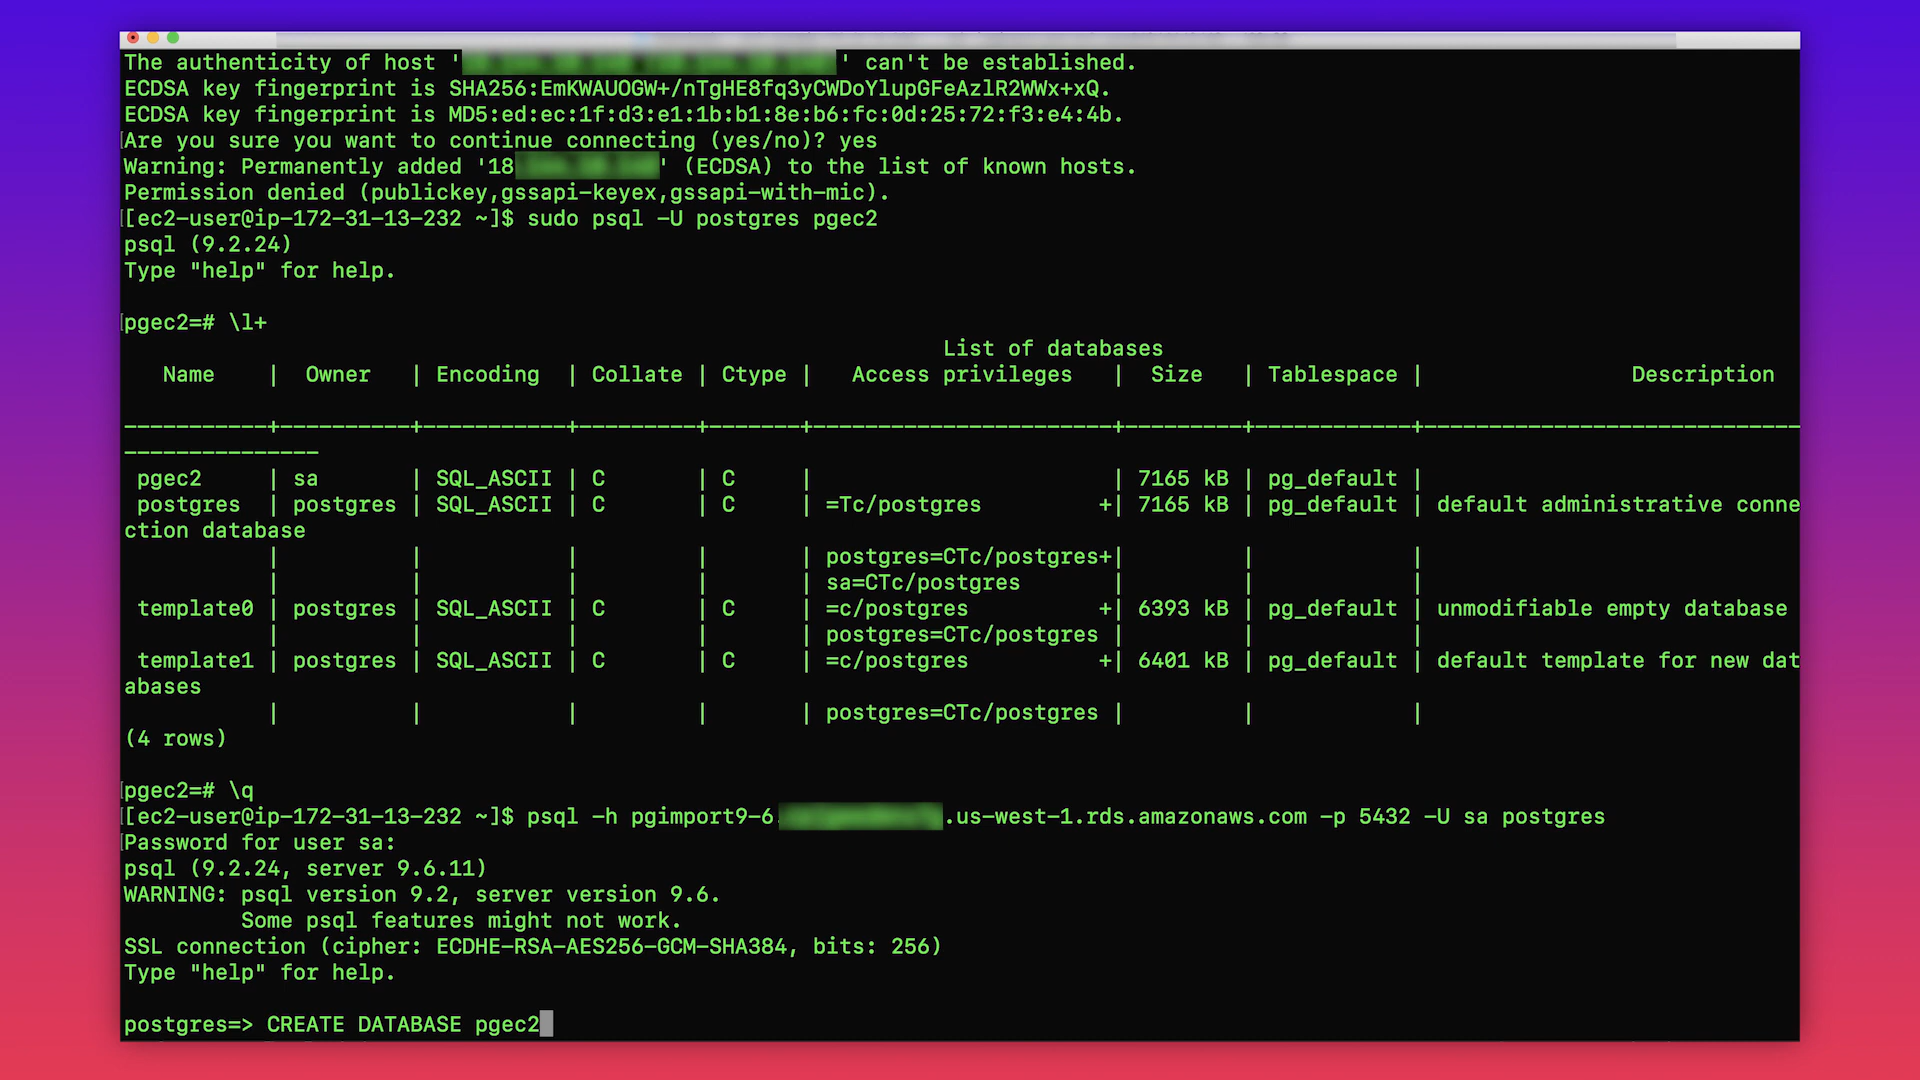 The authenticity of host '                ' can't be established.
ECDSA key fingerprint is SHA256:EmKWAUOGW+/nTgHE8fq3yCWDoYlupGFeAzlR2WWx+xQ.
ECDSA key fingerprint is MD5:ed:ec:1f:d3:e1:1b:b1:8e:b6:fc:0d:25:72:f3:e4:4b.
[Are you sure you want to continue connecting (yes/no)? yes
Warning: Permanently added '18            ' (ECDSA) to the list of known hosts.
Permission denied (publickey,gssapi-keyex,gssapi-with-mic).
[[ec2-user@ip-172-31-13-232 ~]$ sudo psql -U postgres pgec2
psql (9.2.24)
Type "help" for help.
[pgec2=# \l+
List of databases
   Name    |  Owner   | Encoding  | Collate | Ctype |   Access privileges   |  Size   | Tablespace |                Description
-----------+----------+-----------+---------+-------+-----------------------+---------+------------+-----------------------------
---------------
 pgec2     | sa       | SQL_ASCII | C       | C     |                       | 7165 kB | pg_default |
 postgres  | postgres | SQL_ASCII | C       | C     | =Tc/postgres         +| 7165 kB | pg_default | default administrative conne
ction database
           |          |           |         |       | postgres=CTc/postgres+|         |            |
           |          |           |         |       | sa=CTc/postgres       |         |            |
 template0 | postgres | SQL_ASCII | C       | C     | =c/postgres          +| 6393 kB | pg_default | unmodifiable empty database
           |          |           |         |       | postgres=CTc/postgres |         |            |
 template1 | postgres | SQL_ASCII | C       | C     | =c/postgres          +| 6401 kB | pg_default | default template for new dat
abases
           |          |           |         |       | postgres=CTc/postgres |         |            |
(4 rows)
[pgec2=# \q
[[ec2-user@ip-172-31-13-232 ~]$ psql -h pgimport9-6.            .us-west-1.rds.amazonaws.com -p 5432 -U sa postgres
[Password for user sa:
psql (9.2.24, server 9.6.11)
WARNING: psql version 9.2, server version 9.6.
         Some psql features might not work.
SSL connection (cipher: ECDHE-RSA-AES256-GCM-SHA384, bits: 256)
Type "help" for help.
postgres=> CREATE DATABASE pgec2